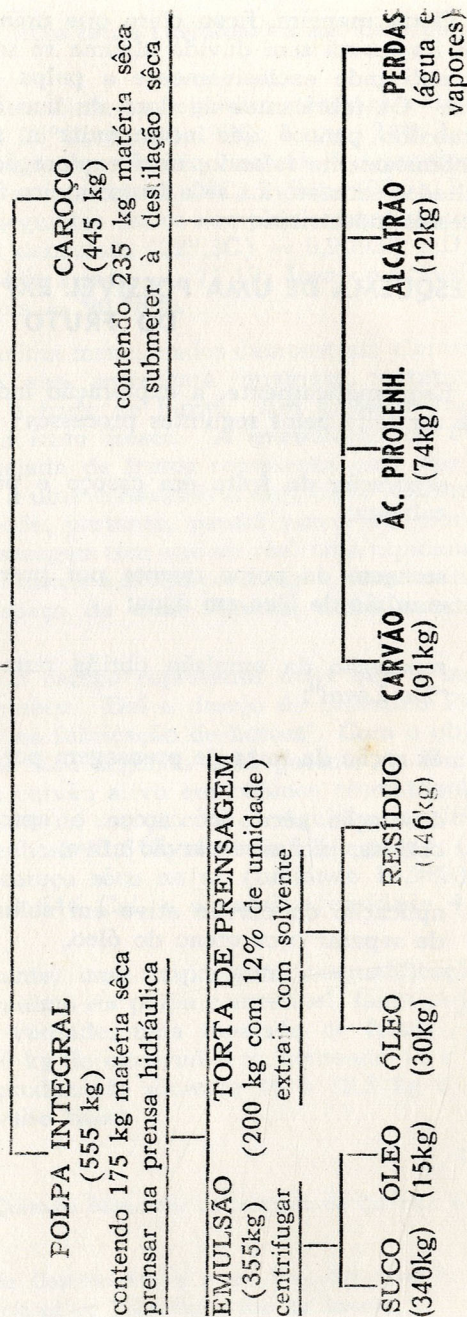 POLPA INTEGRAL
(555 kg)
contendo 175 kg matéria sêca
prensar na prensa hidráulica
CAROÇO
(445 kg)
contendo 235 kg matéria sêca
submeter à destilação sêca
EMULSÃO
(355kg)
centrifugar
TORTA DE PRENSAGEM
(200 kg com 12% de umidade)
extrair com solvente
SUCO
(340kg)
ÓLEO
(15kg)
ÓLEO
(30kg)
RESÍDUO
(146kg)
CARVÃO
(91kg)
ÁC. PIROLENH.
(74kg)
ALCATRÃO
(12kg)
PERDAS
(água e
vapores)